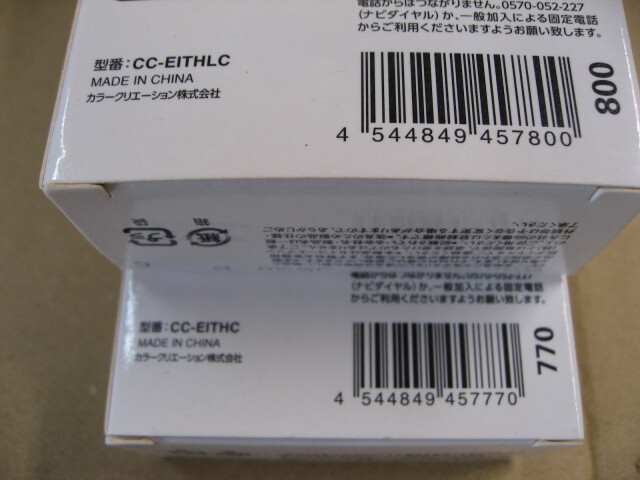 電話からはつながりません。0570-052-227
(ナビダイヤル)か、一般加入による固定電話
からご利用くださいますようお願い致します。
型番：CC-EITHLC
MADE IN CHINA
カラークリエーション株式会社
4 544849 457800
800
プラ
紙
袋
箱
(ナビダイヤル)か、一般加入による固定電話
からご利用くださいますようお願い致します。
型番：CC-EITHC
MADE IN CHINA
カラークリエーション株式会社
4 544849 457770
770